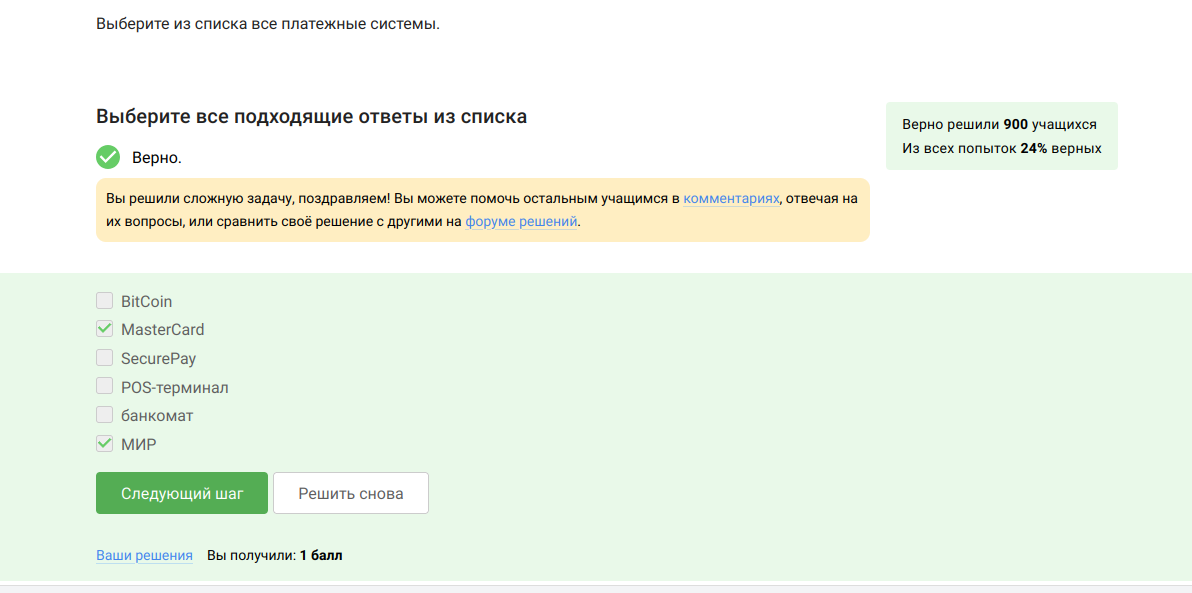 Выберите из списка все платежные системы.
Выберите все подходящие ответы из списка
Верно.
Вы решили сложную задачу, поздравляем! Вы можете помочь остальным учащимся в комментариях, отвечая на
их вопросы, или сравнить своё решение с другими на форуме решений.
Верно решили 900 учащихся
Из всех попыток 24% верных
BitCoin
MasterCard
SecurePay
POS-терминал
банкомат
МИР
Следующий шаг
Решить снова
Ваши решения Вы получили: 1 балл